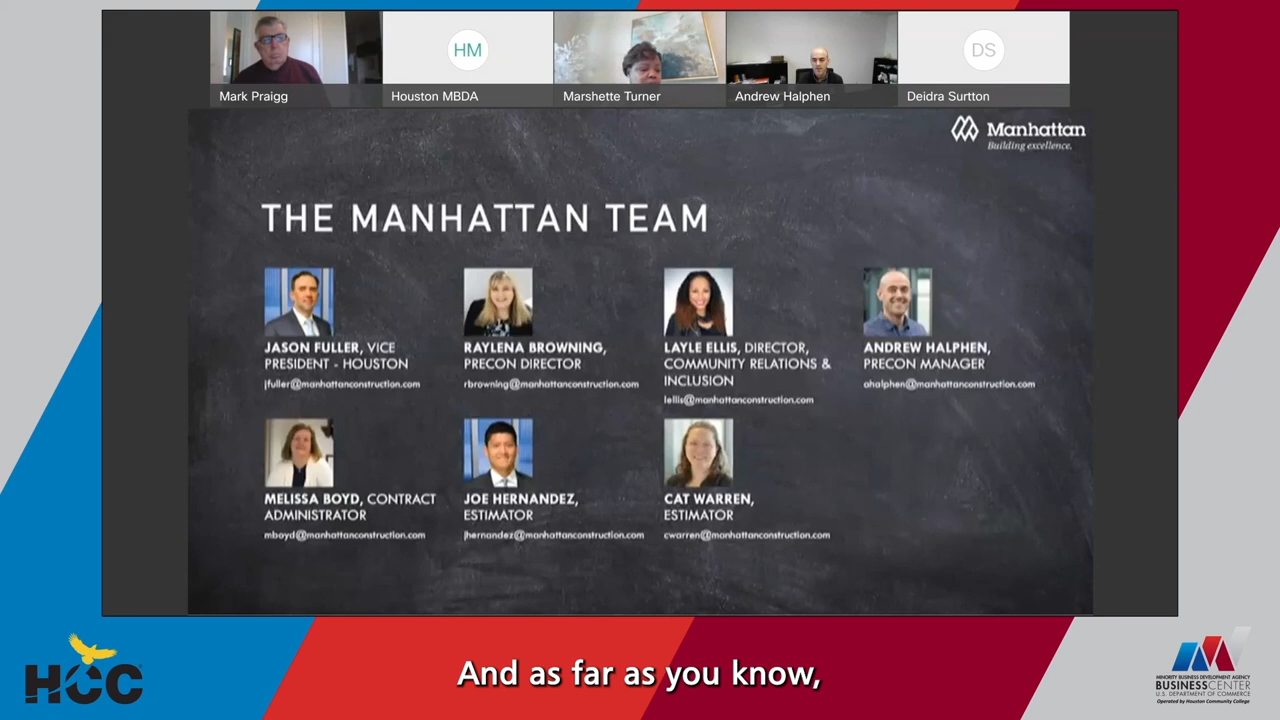 HM
DS
Mark Praigg
Houston MBDA
Marshette Turner
Andrew Halphen
Deidra Surtton
Manhattan
Building excellence.
THE MANHATTAN TEAM
JASON FULLER, VICE
PRESIDENT - HOUSTON
jfuller@manhattanconstruction.com
RAYLENA BROWNING,
PRECON DIRECTOR
rbrowning@manhattanconstruction.com
LAYLE ELLIS, DIRECTOR,
COMMUNITY RELATIONS &
INCLUSION
lellis@manhattanconstruction.com
ANDREW HALPHEN,
PRECON MANAGER
ahalphen@manhattanconstruction.com
MELISSA BOYD, CONTRACT
ADMINISTRATOR
mboyd@manhattanconstruction.com
JOE HERNANDEZ,
ESTIMATOR
jhernandez@manhattanconstruction.com
CAT WARREN,
ESTIMATOR
cwarren@manhattanconstruction.com
HCC
And as far as you know,
MINORITY BUSINESS DEVELOPMENT AGENCY
BUSINESS CENTER
U.S. DEPARTMENT OF COMMERCE
Operated by Houston Community College